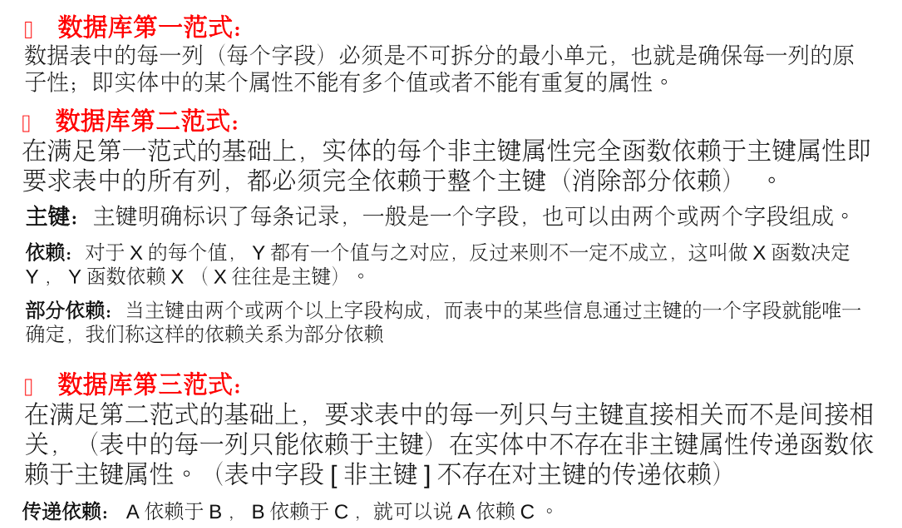 数据库第一范式：
数据表中的每一列（每个字段）必须是不可拆分的最小单元，也就是确保每一列的原
子性；即实体中的某个属性不能有多个值或者不能有重复的属性。
数据库第二范式：
在满足第一范式的基础上，实体的每个非主键属性完全函数依赖于主键属性即
要求表中的所有列，都必须完全依赖于整个主键（消除部分依赖） 。
主键：主键明确标识了每条记录，一般是一个字段，也可以由两个或两个字段组成。
依赖：对于 X 的每个值， Y 都有一个值与之对应，反过来则不一定不成立，这叫做 X 函数决定
Y ， Y 函数依赖 X （ X 往往是主键）。
部分依赖：当主键由两个或两个以上字段构成，而表中的某些信息通过主键的一个字段就能唯一
确定，我们称这样的依赖关系为部分依赖
数据库第三范式：
在满足第二范式的基础上，要求表中的每一列只与主键直接相关而不是间接相
关，（表中的每一列只能依赖于主键）在实体中不存在非主键属性传递函数依
赖于主键属性。（表中字段 [ 非主键 ] 不存在对主键的传递依赖）
传递依赖： A 依赖于 B ， B 依赖于 C ，就可以说 A 依赖 C 。